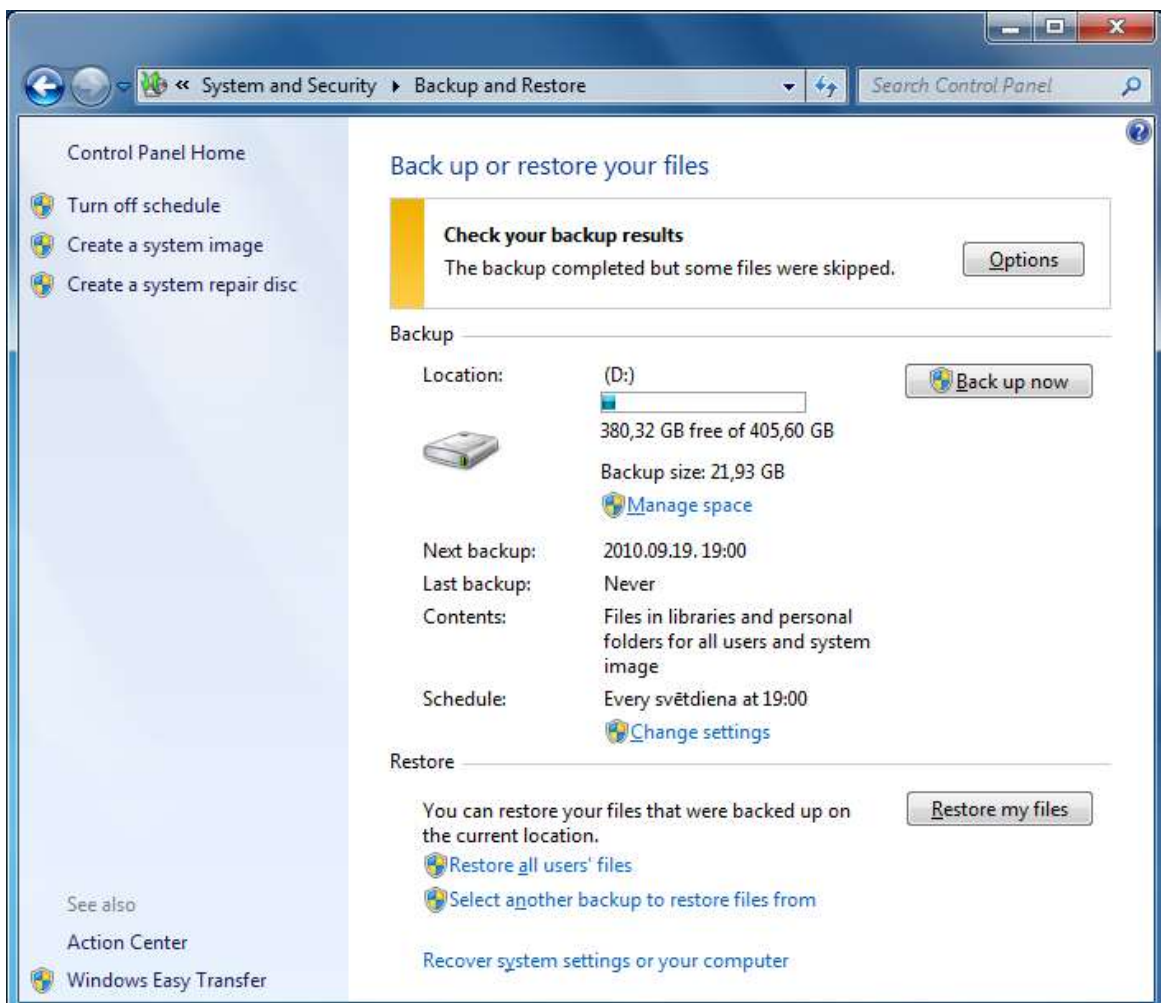 « System and Security ▸ Backup and Restore
Search Control Panel
Control Panel Home
Turn off schedule
Create a system image
Create a system repair disc
Back up or restore your files
Check your backup results
The backup completed but some files were skipped.
Options
Backup
Location:
(D:)
Back up now
380,32 GB free of 405,60 GB
Backup size: 21,93 GB
Manage space
Next backup:
2010.09.19. 19:00
Last backup:
Never
Contents:
Files in libraries and personal
folders for all users and system
image
Schedule:
Every svētdiena at 19:00
Change settings
Restore
You can restore your files that were backed up on
the current location.
Restore my files
Restore all users' files
Select another backup to restore files from
Recover system settings or your computer
See also
Action Center
Windows Easy Transfer